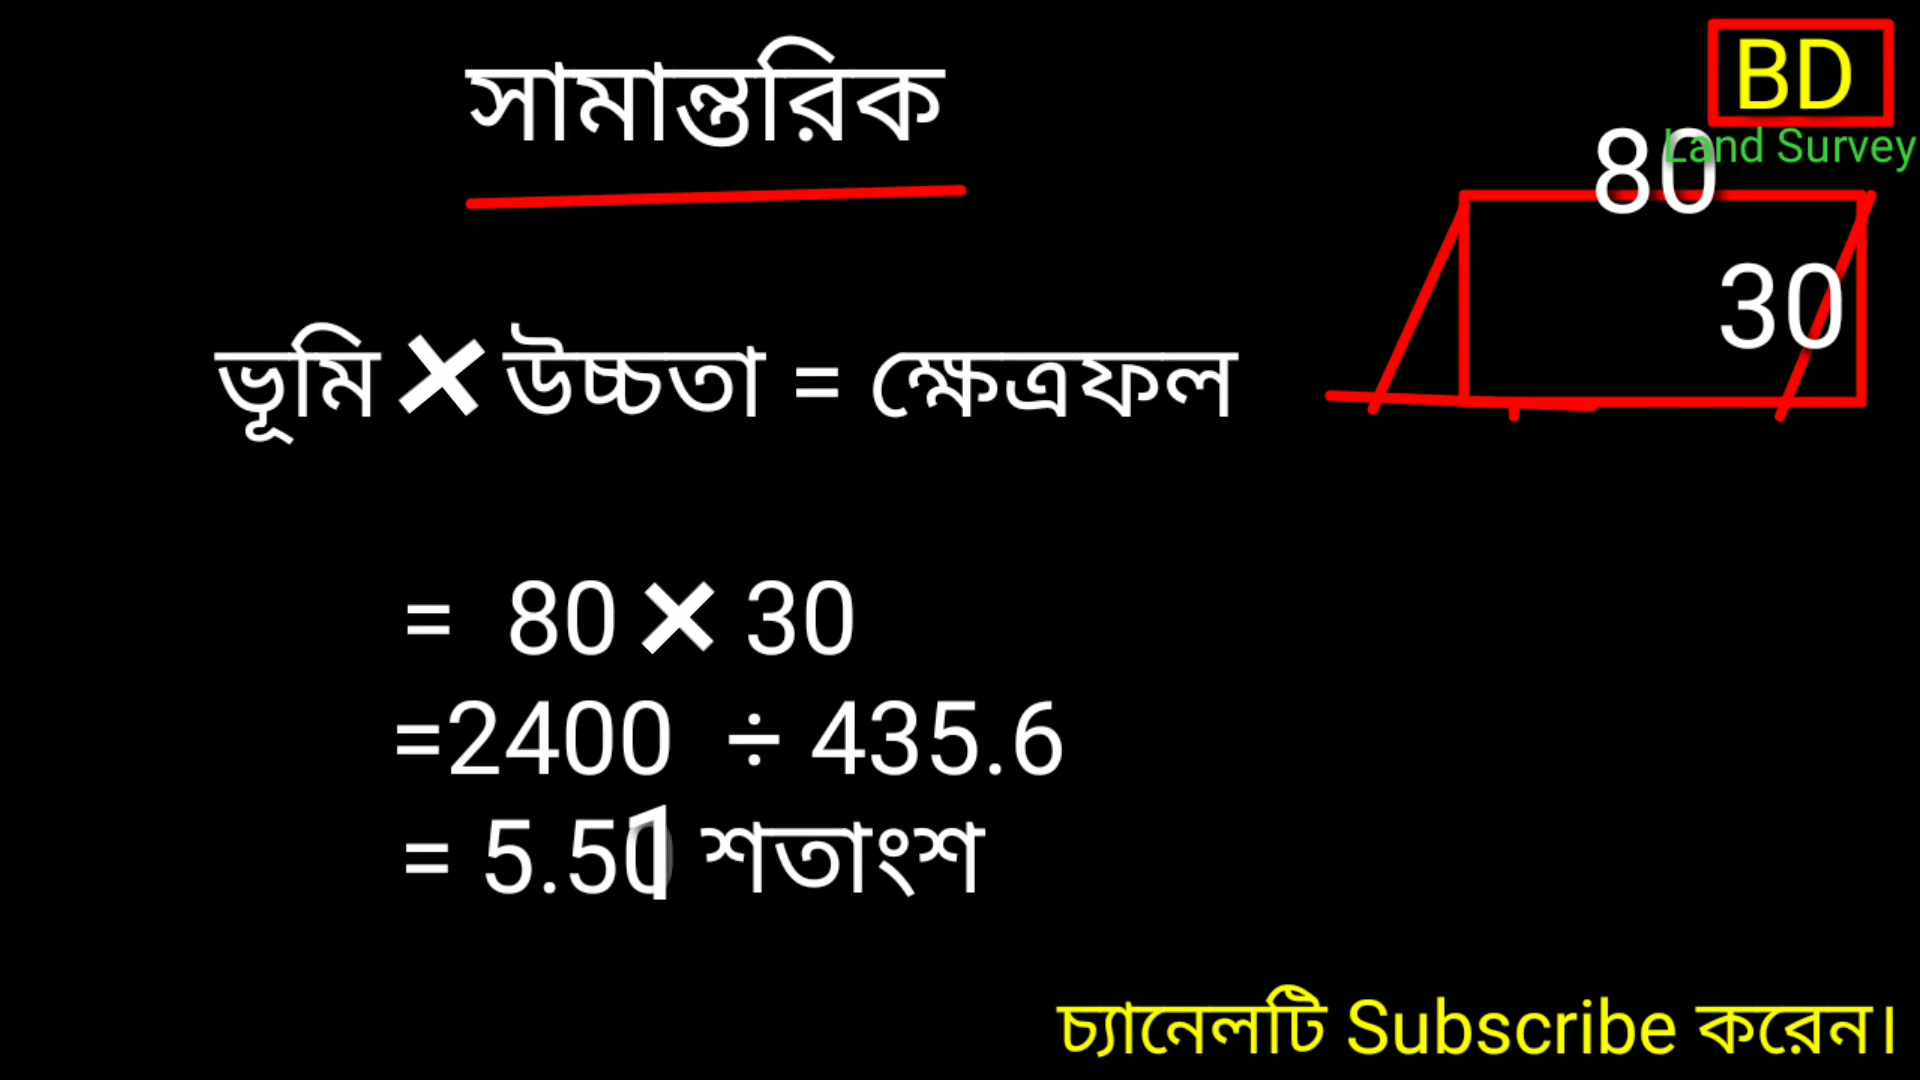 সামান্তরিক
BD
Land Survey
80
30
ভূমি ✕ উচ্চতা = ক্ষেত্রফল
= 80 ✕ 30
=2400 ÷ 435.6
= 5.51 শতাংশ
চ্যানেলটি Subscribe করেন।